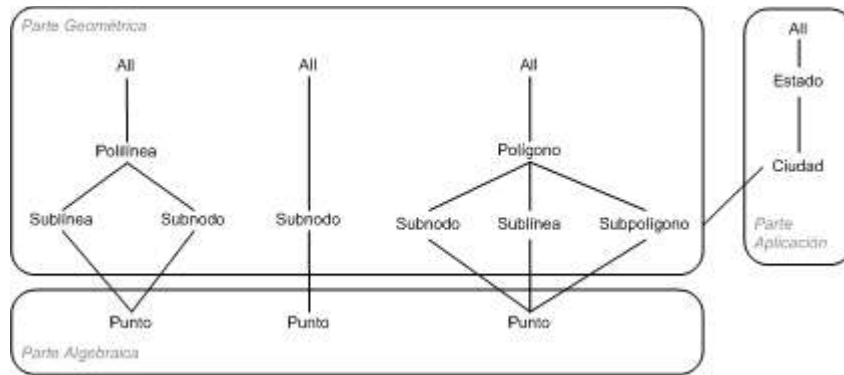 Parte Geométrica
All
All
All
Polilínea
Polígono
Sublínea
Subnodo
Subnodo
Subnodo
Sublínea
Subpolígono
Punto
Punto
Punto
Parte Algebraica
All
Estado
Ciudad
Parte
Aplicación